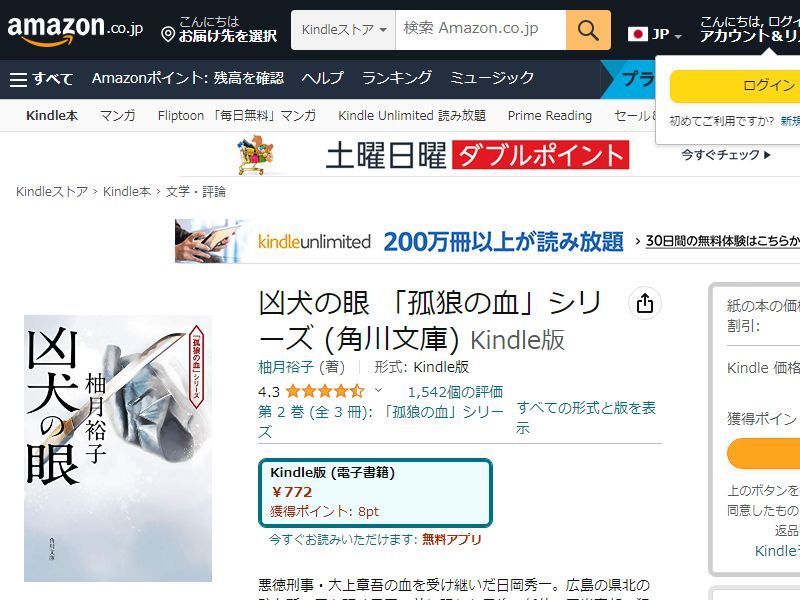 amazon.co.jp
こんにちは
お届け先を選択
Kindleストア
検索 Amazon.co.jp
JP
こんにちは, ログイ
アカウント&リ
すべて
Amazonポイント: 残高を確認
ヘルプ
ランキング
ミュージック
プラ
ログイン
初めてご利用ですか? 新規
Kindle本
マンガ
Fliptoon 「毎日無料」マンガ
Kindle Unlimited 読み放題
Prime Reading
セール&
土曜日曜 ダブルポイント
今すぐチェック
Kindleストア › Kindle本 › 文学・評論
kindleunlimited 200万冊以上が読み放題 › 30日間の無料体験はこちらか
凶犬の眼 「孤狼の血」シリ
ーズ (角川文庫) Kindle版
柚月裕子 (著)
形式: Kindle版
4.3
1,542個の評価
第 2 巻 (全 3 冊): 「孤狼の血」シリー
ズ
すべての形式と版を表
示
Kindle版 (電子書籍)
￥772
獲得ポイント: 8pt
今すぐお読みいただけます: 無料アプリ
悪徳刑事・大上章吾の血を受け継いだ日岡秀一。広島の県北の
「孤狼の血」シリーズ
凶犬の眼
柚月裕子
角川文庫
紙の本の価
割引:
Kindle 価格
獲得ポイン
上のボタンを
同意したもの
返品
Kindle